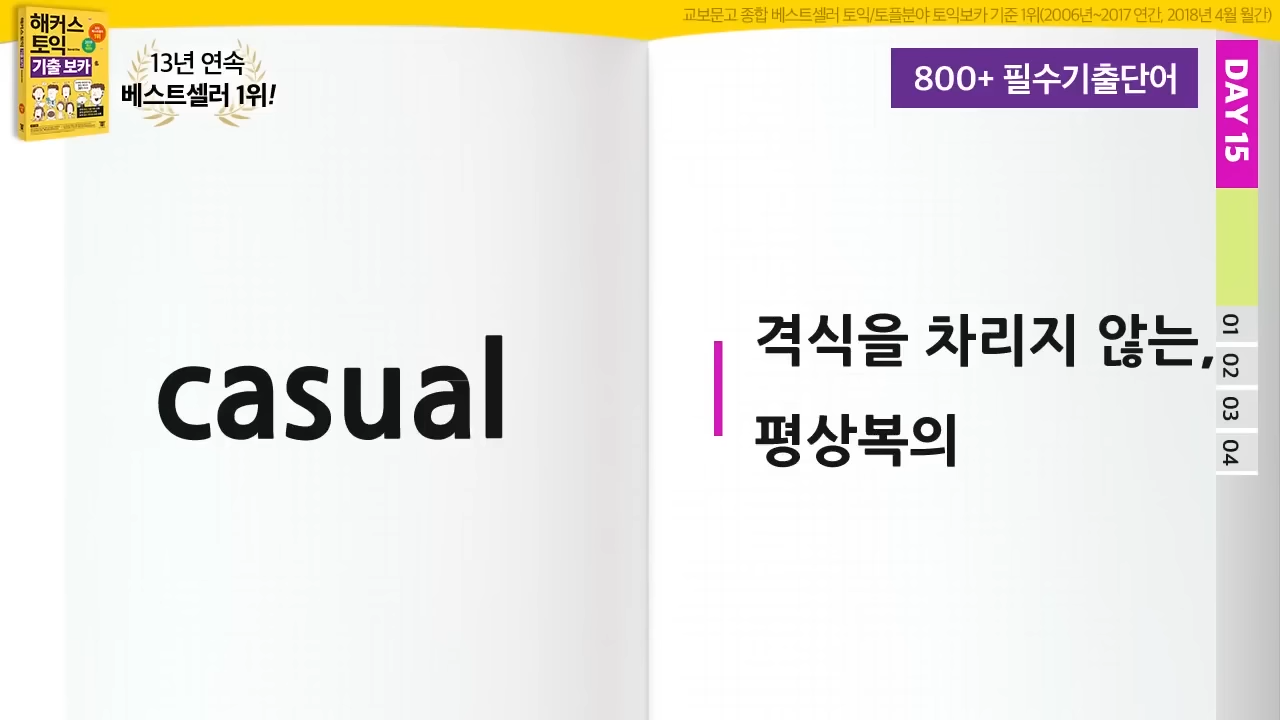 교보문고 종합 베스트셀러 토익/토플분야 토익보카 기준 1위(2006년~2017 연간, 2018년 4월 월간)
해커스
토익
기출 보카
13년 연속
베스트셀러 1위!
800+ 필수기출단어
DAY 15
casual
격식을 차리지 않는,
평상복의
01
02
03
04